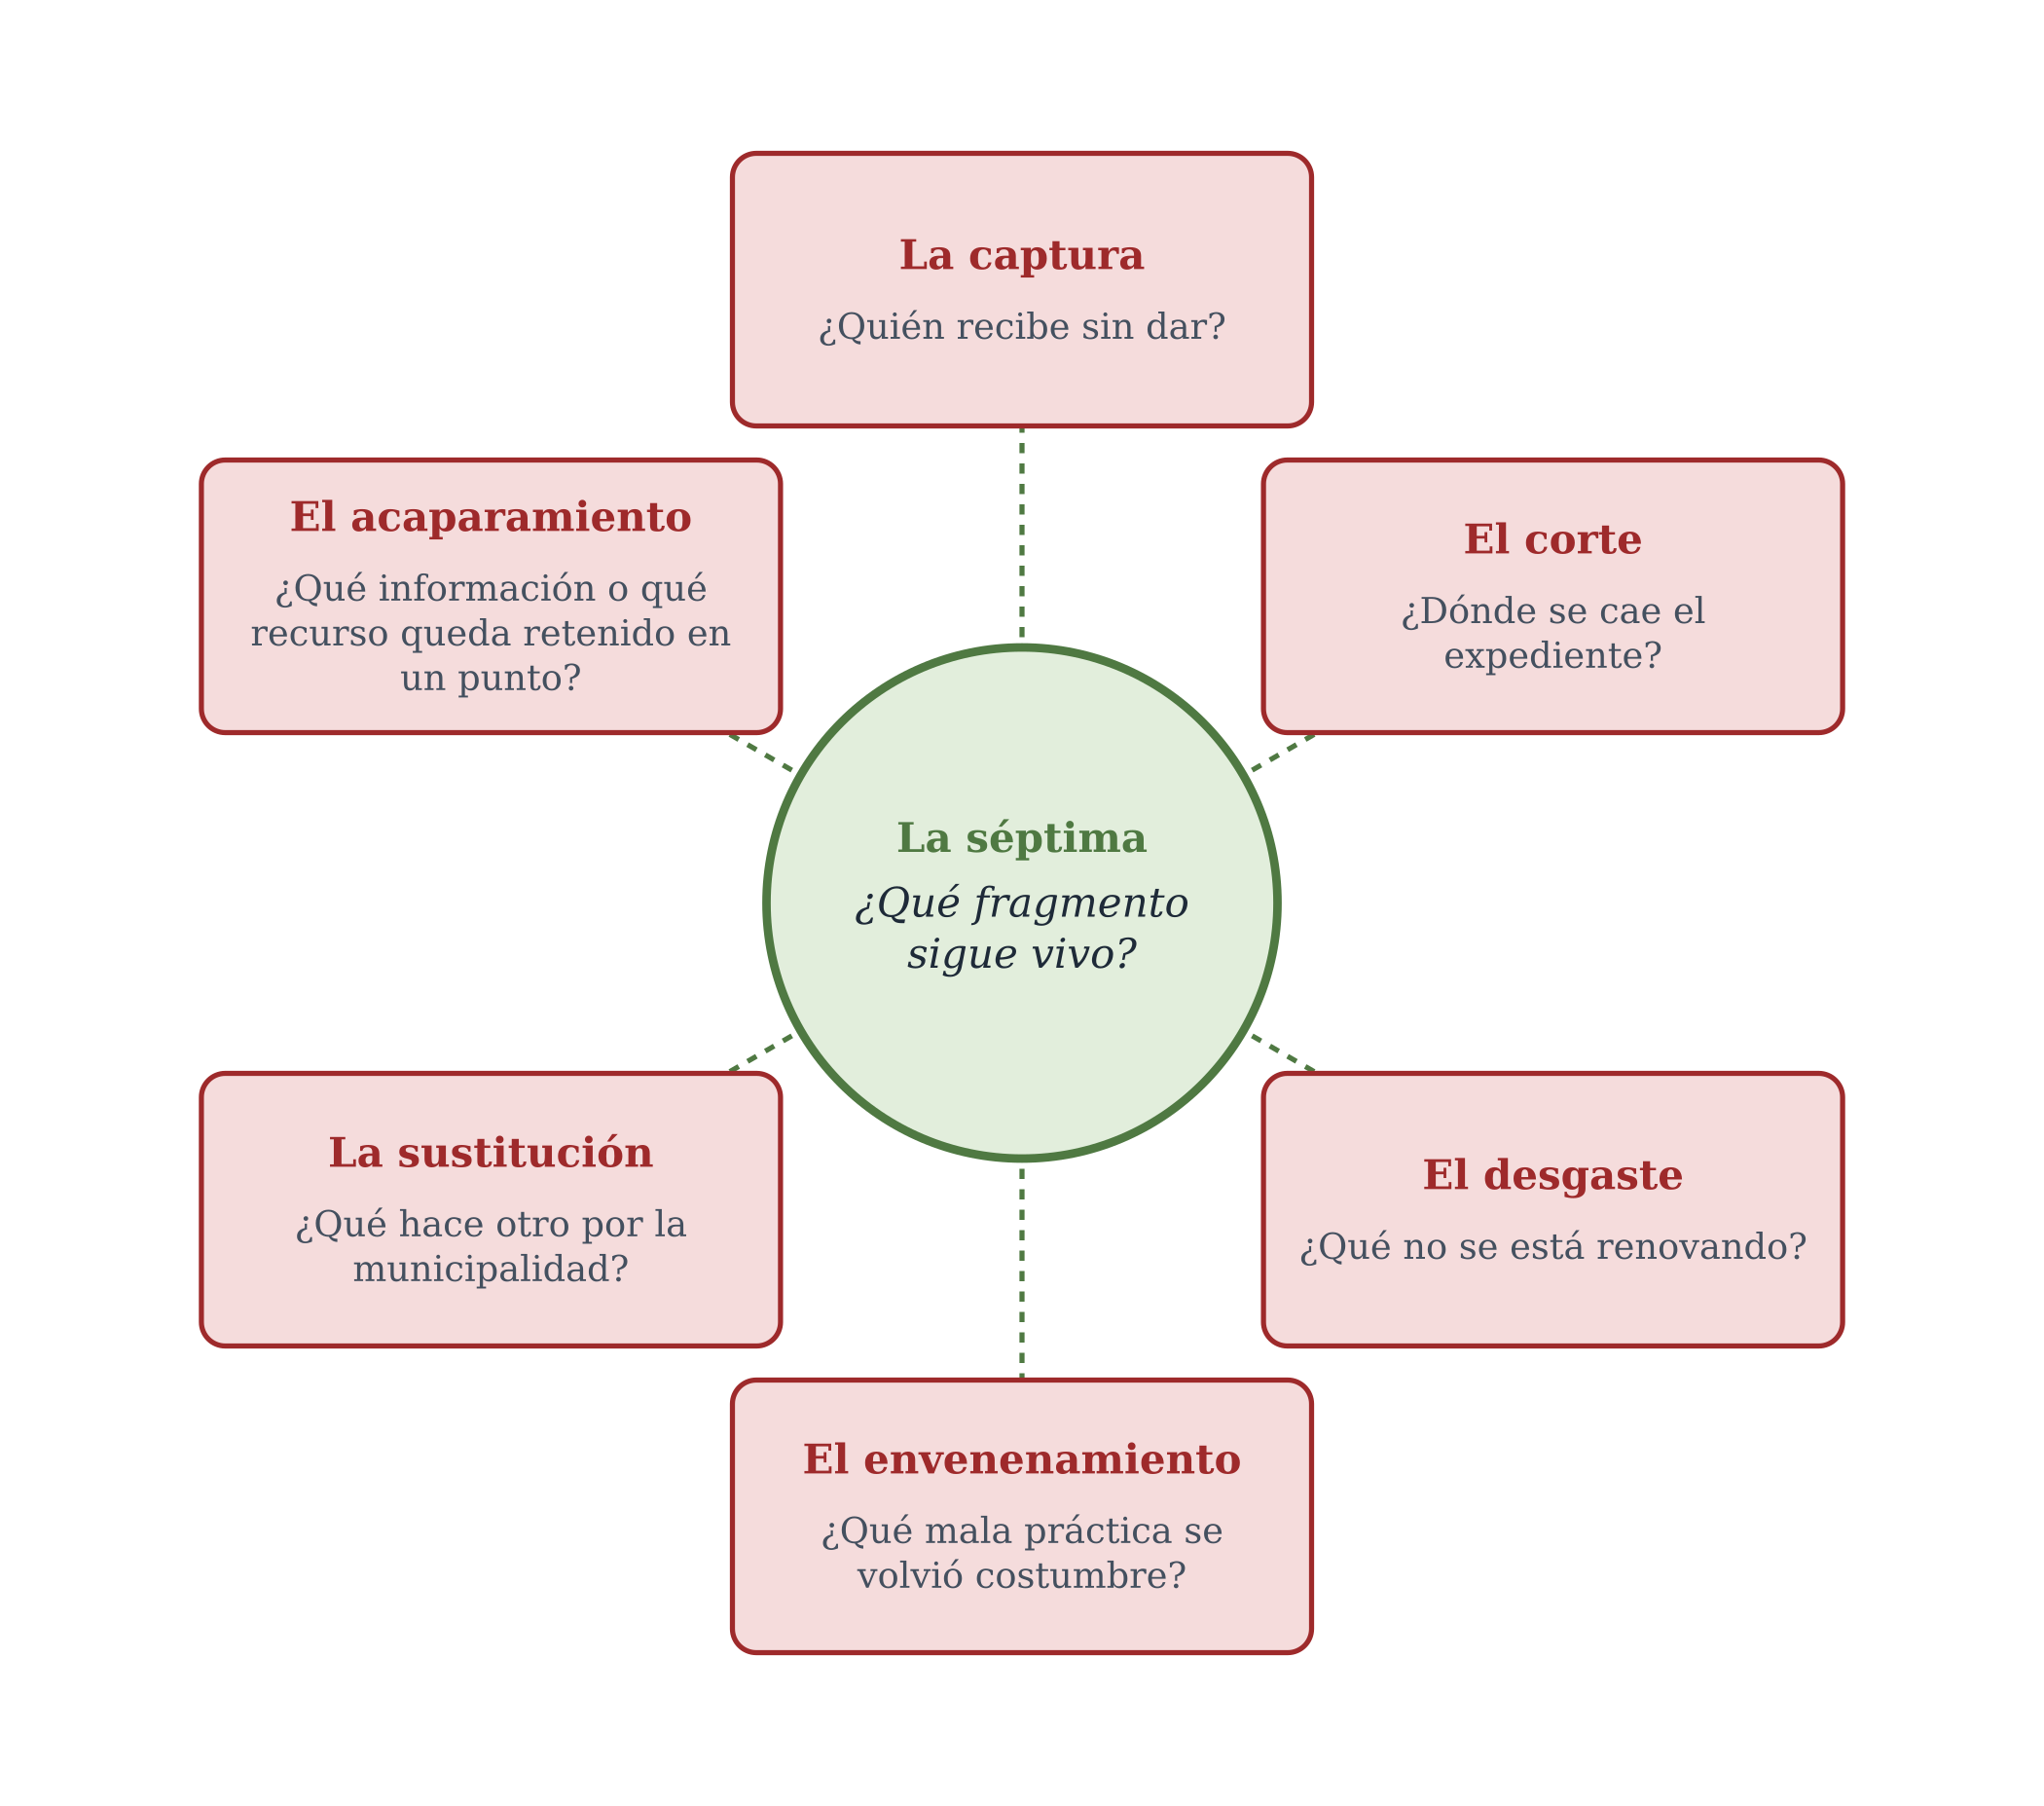 La captura
¿Quién recibe sin dar?
El acaparamiento
¿Qué información o qué
recurso queda retenido en
un punto?
El corte
¿Dónde se cae el
expediente?
La séptima
¿Qué fragmento
sigue vivo?
La sustitución
¿Qué hace otro por la
municipalidad?
El desgaste
¿Qué no se está renovando?
El envenenamiento
¿Qué mala práctica se
volvió costumbre?